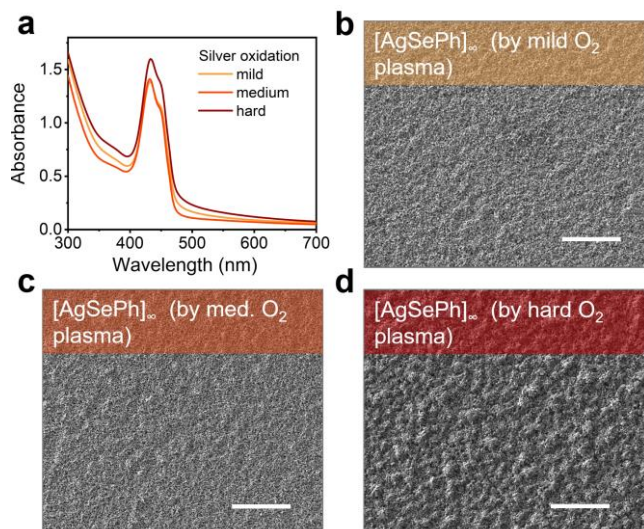 a
Silver oxidation
mild
medium
hard
1.5
1.0
0.5
0.0
Absorbance
300 400 500 600 700
Wavelength (nm)
b
[AgSePh]∞ (by mild O2
plasma)
c
[AgSePh]∞ (by med. O2
plasma)
d
[AgSePh]∞ (by hard O2
plasma)